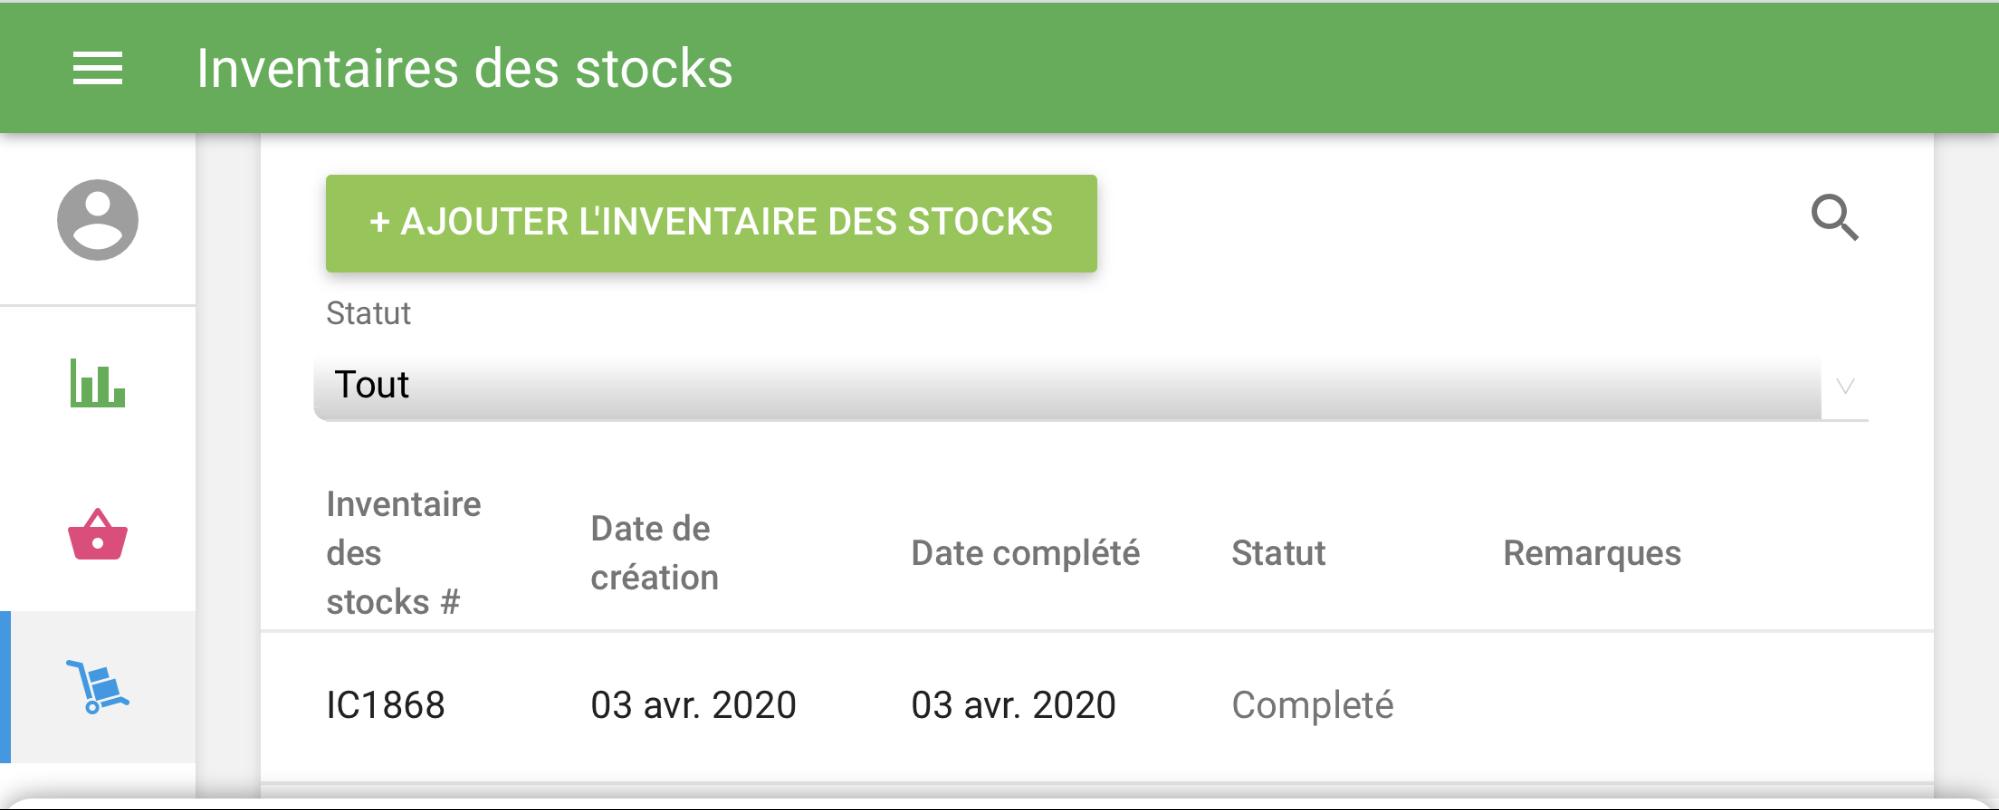 Inventaires des stocks
+ AJOUTER L'INVENTAIRE DES STOCKS
Statut
Tout
Inventaire
des
stocks #
Date de
création
Date complété
Statut
Remarques
IC1868
03 avr. 2020
03 avr. 2020
Completé